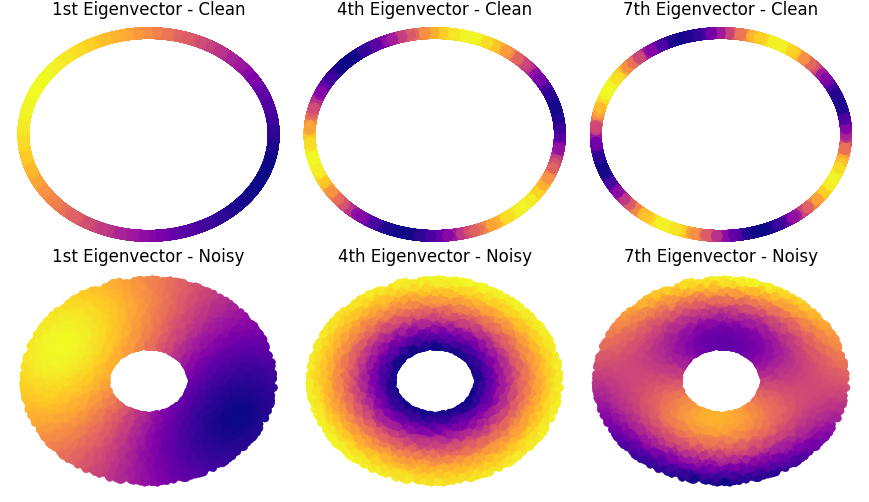 1st Eigenvector - Clean
4th Eigenvector - Clean
7th Eigenvector - Clean
1st Eigenvector - Noisy
4th Eigenvector - Noisy
7th Eigenvector - Noisy